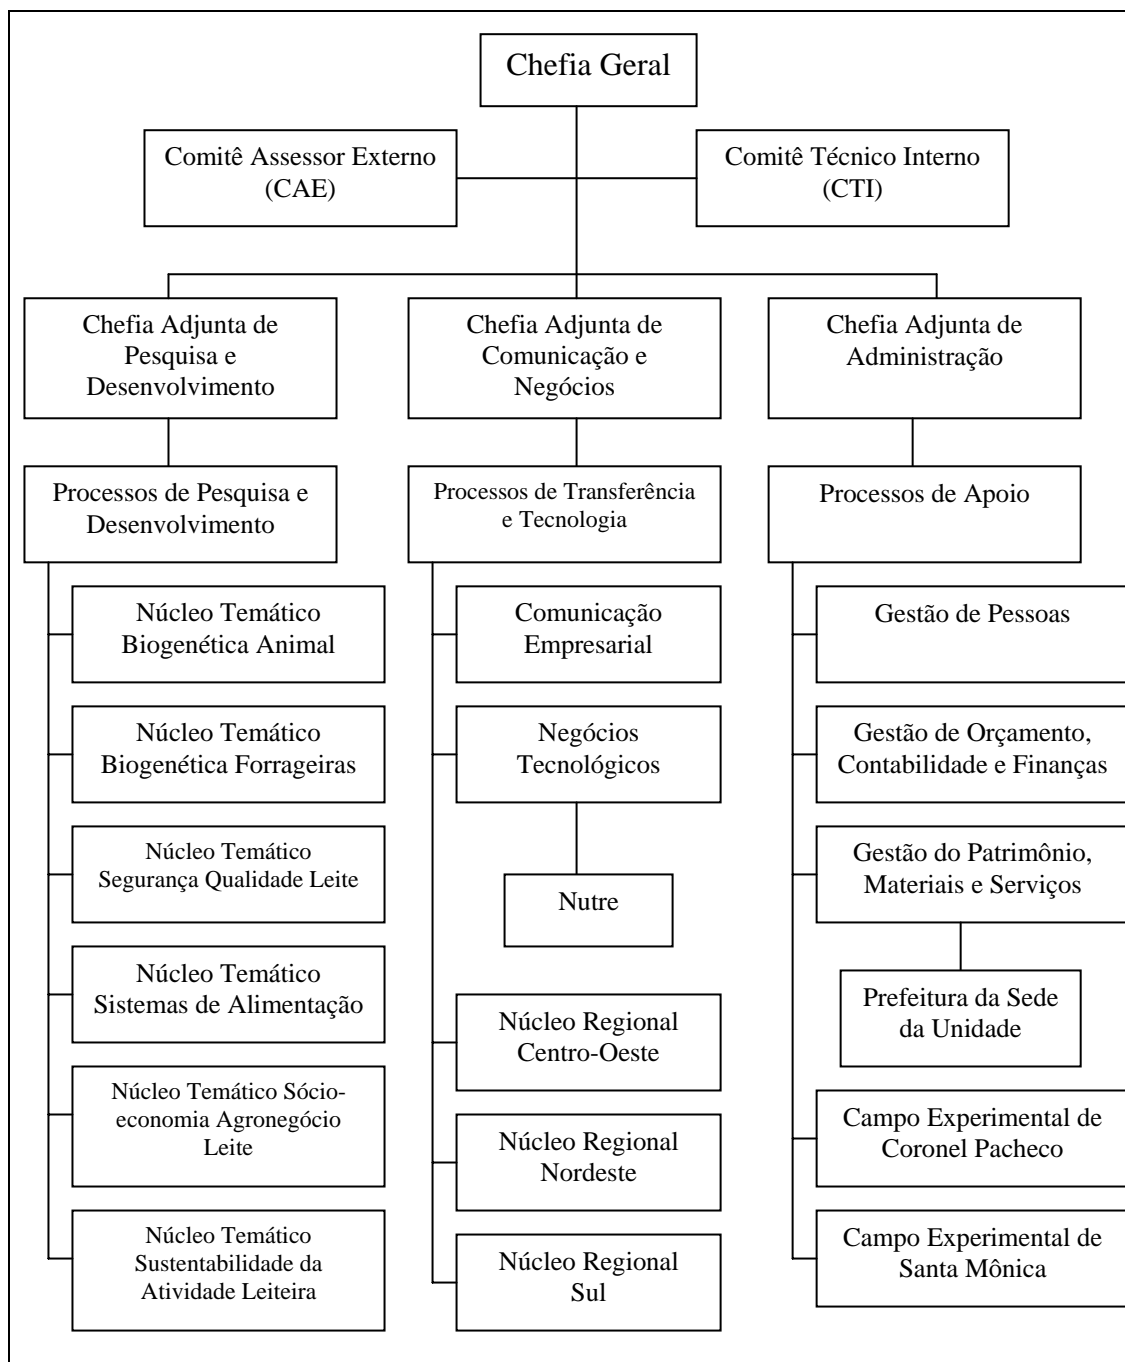 Chefia Geral
Comitê Assessor Externo
(CAE)
Comitê Técnico Interno
(CTI)
Chefia Adjunta de
Pesquisa e
Desenvolvimento
Chefia Adjunta de
Comunicação e
Negócios
Chefia Adjunta de
Administração
Processos de Pesquisa e
Desenvolvimento
Processos de Transferência
e Tecnologia
Processos de Apoio
Núcleo Temático
Biogenética Animal
Núcleo Temático
Biogenética Forrageiras
Núcleo Temático
Segurança Qualidade Leite
Núcleo Temático
Sistemas de Alimentação
Núcleo Temático Sócio-
economia Agronegócio
Leite
Núcleo Temático
Sustentabilidade da
Atividade Leiteira
Comunicação
Empresarial
Negócios
Tecnológicos
Nutre
Núcleo Regional
Centro-Oeste
Núcleo Regional
Nordeste
Núcleo Regional
Sul
Gestão de Pessoas
Gestão de Orçamento,
Contabilidade e Finanças
Gestão do Patrimônio,
Materiais e Serviços
Prefeitura da Sede
da Unidade
Campo Experimental de
Coronel Pacheco
Campo Experimental de
Santa Mônica